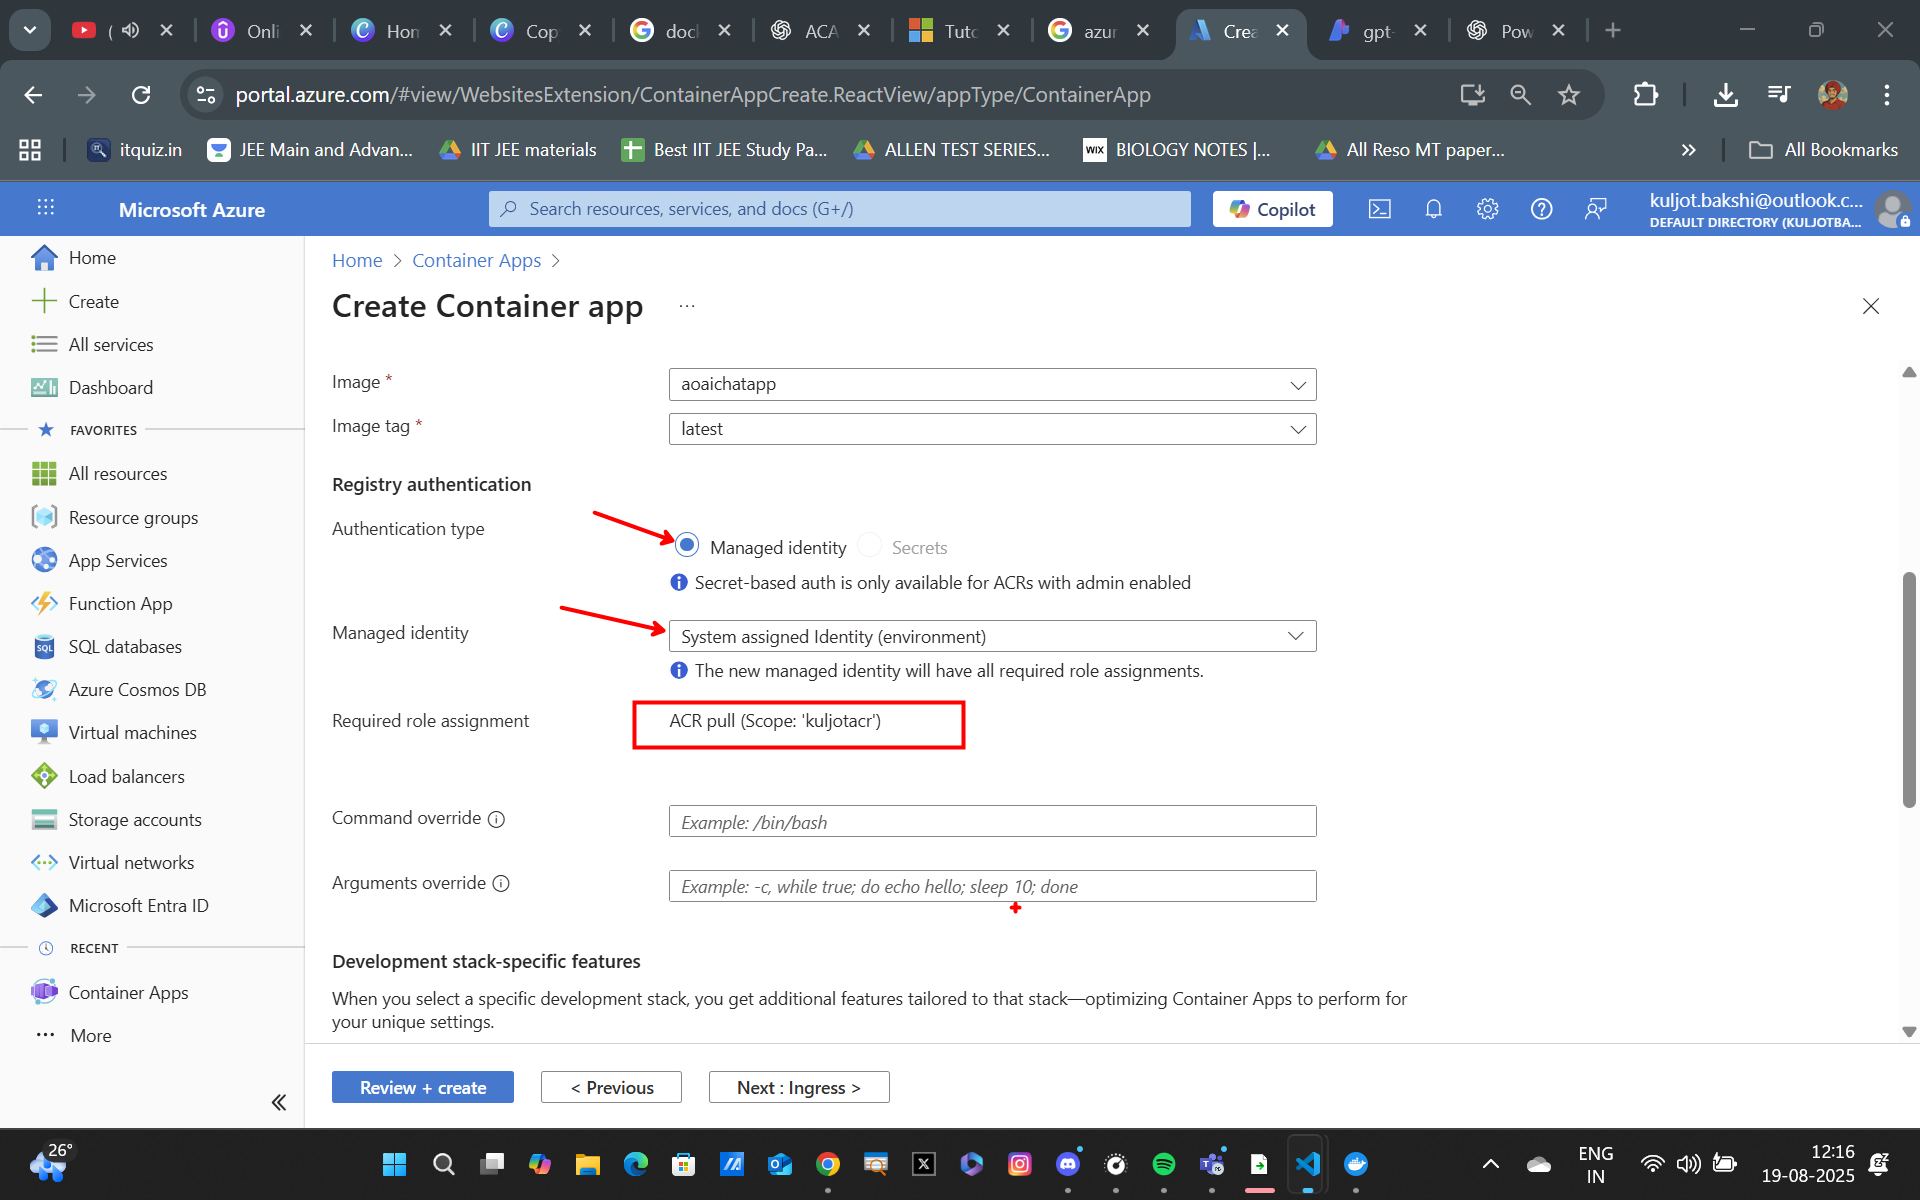 ( Onli Hon Cop docl ACA Tuto azur Crea gpt- Pow
portal.azure.com/#view/WebsitesExtension/ContainerAppCreate.ReactView/appType/ContainerApp
itquiz.in JEE Main and Advan... IIT JEE materials Best IIT JEE Study Pa... ALLEN TEST SERIES... WIX BIOLOGY NOTES |... All Reso MT paper... » All Bookmarks
Microsoft Azure
Search resources, services, and docs (G+/)
Copilot
kuljot.bakshi@outlook.c...
DEFAULT DIRECTORY (KULJOTBA...
Home
Create
All services
Dashboard
FAVORITES
All resources
Resource groups
App Services
Function App
SQL
SQL databases
Azure Cosmos DB
Virtual machines
Load balancers
Storage accounts
Virtual networks
Microsoft Entra ID
RECENT
Container Apps
More
Home > Container Apps >
Create Container app ...
Image *
aoaichatapp
Image tag *
latest
Registry authentication
Authentication type
Managed identity Secrets
Secret-based auth is only available for ACRs with admin enabled
Managed identity
System assigned Identity (environment)
The new managed identity will have all required role assignments.
Required role assignment
ACR pull (Scope: 'kuljotacr')
Command override
Example: /bin/bash
Arguments override
Example: -c, while true; do echo hello; sleep 10; done
Development stack-specific features
When you select a specific development stack, you get additional features tailored to that stack—optimizing Container Apps to perform for
your unique settings.
Review + create
< Previous
Next : Ingress >
26°
ENG
IN
12:16
19-08-2025